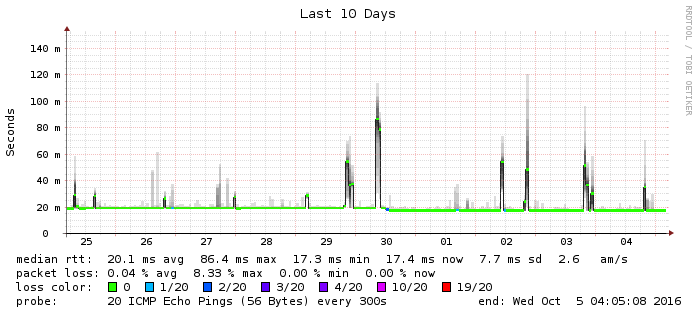 Last 10 Days
RRDTOOL / TOBI OETIKER
Seconds
140 m
120 m
100 m
80 m
60 m
40 m
20 m
0
25 26 27 28 29 30 01 02 03 04
median rtt: 20.1 ms avg 86.4 ms max 17.3 ms min 17.4 ms now 7.7 ms sd 2.6 am/s
packet loss: 0.04 % avg 8.33 % max 0.00 % min 0.00 % now
loss color: 0 1/20 2/20 3/20 4/20 10/20 19/20
probe: 20 ICMP Echo Pings (56 Bytes) every 300s end: Wed Oct 5 04:05:08 2016